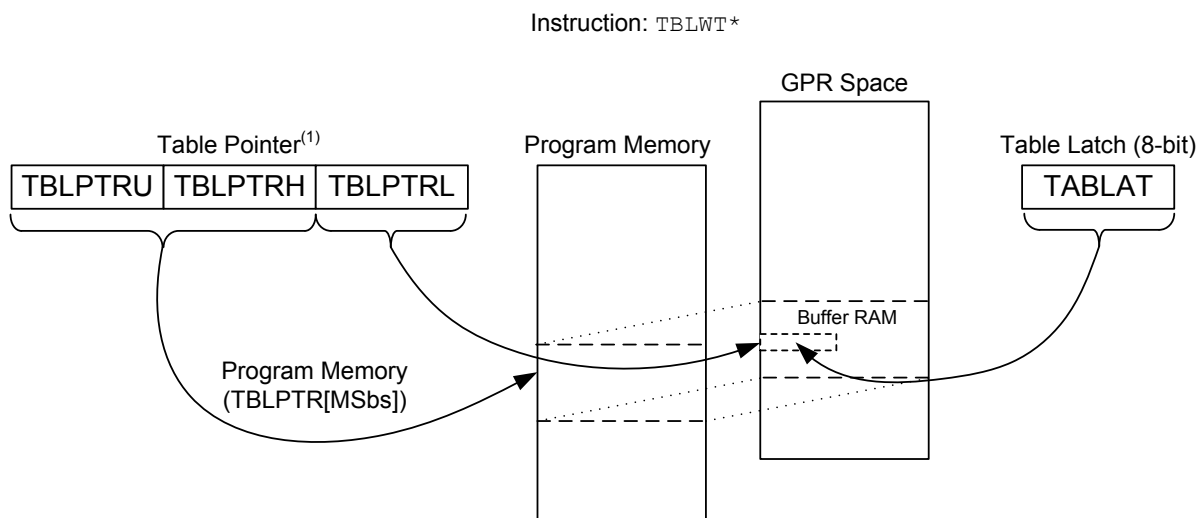 Instruction: TBLWT*
GPR Space
Table Pointer(1)
Program Memory
Table Latch (8-bit)
TBLPTRU TBLPTRH TBLPTRL
TABLAT
Buffer RAM
Program Memory
(TBLPTR[MSbs])